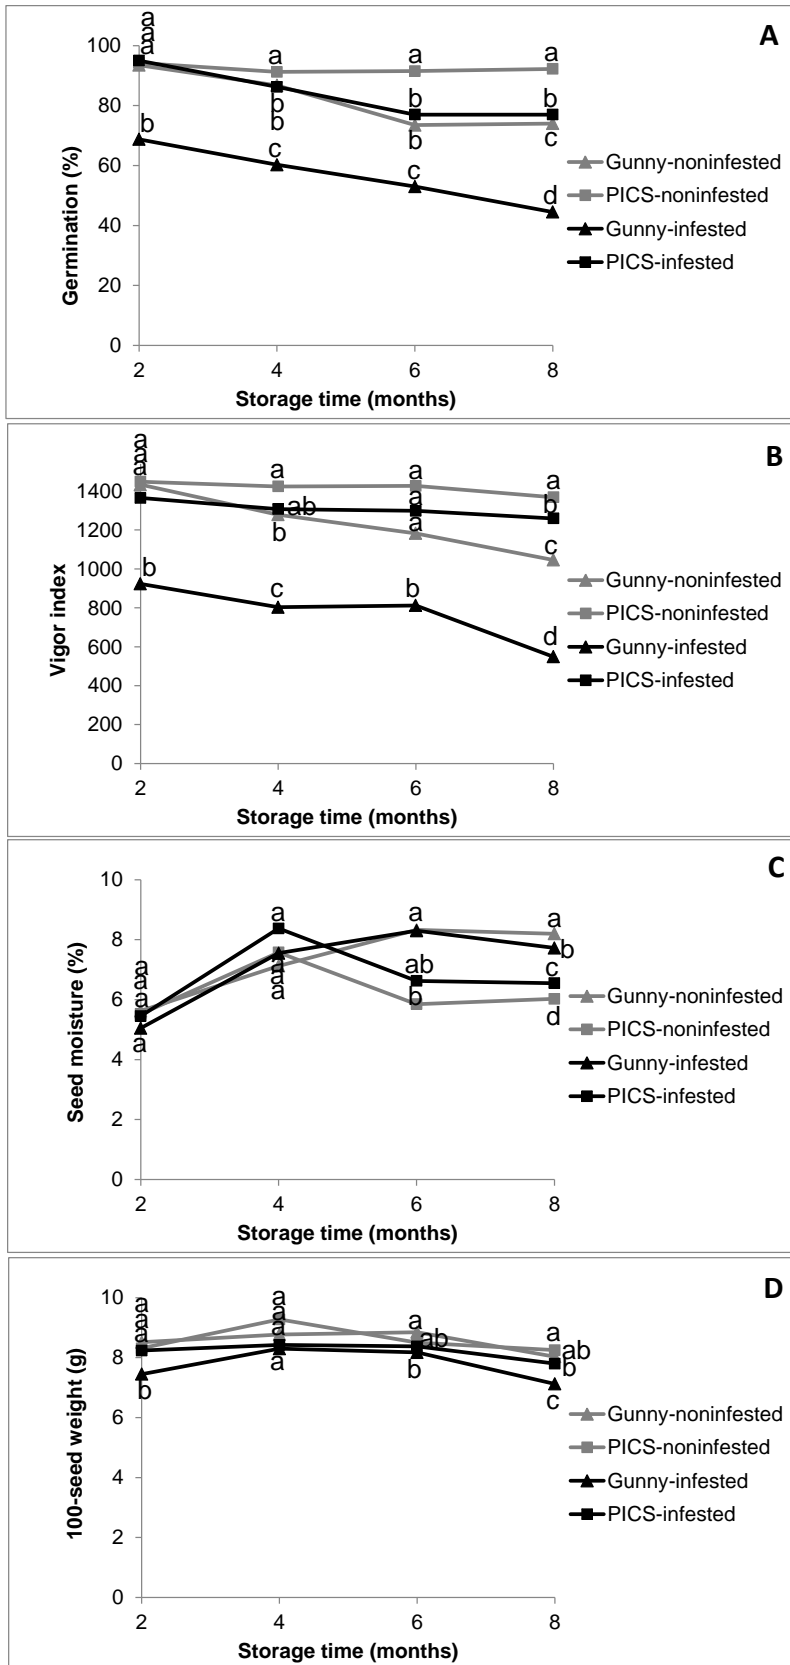 a
a
a
A
100
a
a
a
80
b
b
b
b
b
b
c
60
c
c
d
40
20
0
2
4
6
8
Germination (%)
Storage time (months)
Gunny-noninfested
PICS-noninfested
Gunny-infested
PICS-infested
a
a
a
B
1400
a
a
a
a
ab
b
1200
b
a
1000
c
b
800
c
b
600
d
400
200
0
2
4
6
8
Vigor index
Storage time (months)
Gunny-noninfested
PICS-noninfested
Gunny-infested
PICS-infested
C
10
a
a
a
8
b
a
a
ab
c
a
a
a
6
b
d
a
4
2
0
2
4
6
8
Seed moisture (%)
Storage time (months)
Gunny-noninfested
PICS-noninfested
Gunny-infested
PICS-infested
D
10
a
a
a
a
a
a
a
a
ab
ab
8
a
b
b
b
c
6
4
2
0
2
4
6
8
100-seed weight (g)
Storage time (months)
Gunny-noninfested
PICS-noninfested
Gunny-infested
PICS-infested